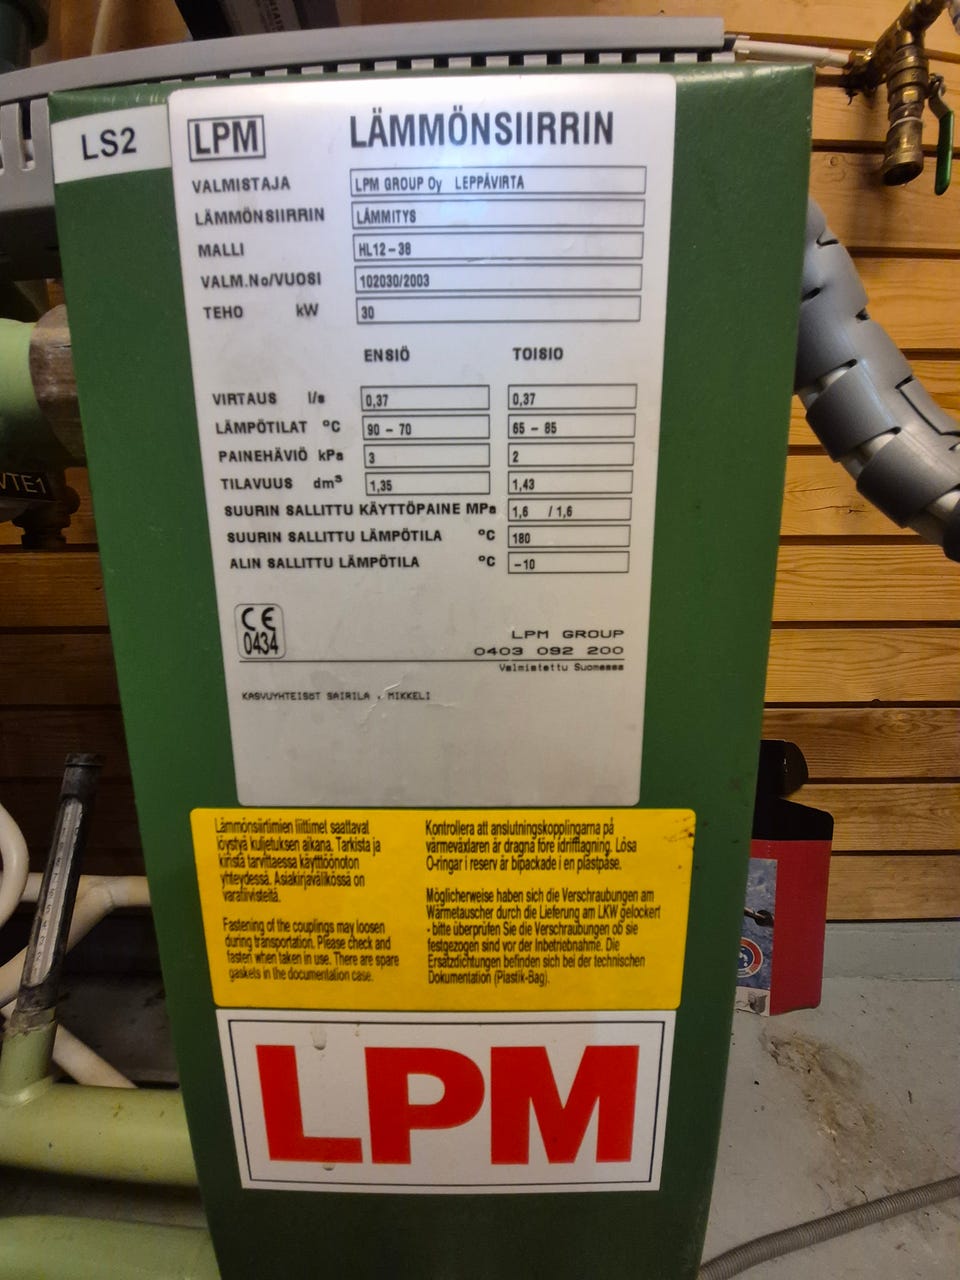 LS2
LPM LÄMMÖNSIIRRIN
VALMISTAJA LPM GROUP Oy LEPPÄVIRTA
LÄMMÖNSIIRRIN LÄMMITYS
MALLI HL12-38
VALM.No/VUOSI 102030/2003
TEHO kW 30
ENSIÖ TOISIO
VIRTAUS l/s 0,37 0,37
LÄMPÖTILAT °C 90 - 70 65 - 85
PAINEHÄVIÖ kPa 3 2
TILAVUUS dm³ 1,35 1,43
SUURIN SALLITTU KÄYTTÖPAINE MPa 1,6 / 1,6
SUURIN SALLITTU LÄMPÖTILA °C 180
ALIN SALLITTU LÄMPÖTILA °C -10
CE
0434
LPM GROUP
0403 092 200
Valmistettu Suomessa
KASVUYHTEISÖT SAIRILA , MIKKELI
VTE1
Lämmönsiirtimien liittimet saattavat
löystyä kuljetuksen aikana. Tarkista ja
kiristä tarvittaessa käyttöönoton
yhteydessä. Asiakirjavälikössä on
varatiivisteitä.
Fastening of the couplings may loosen
during transportation. Please check and
fasten when taken in use. There are spare
gaskets in the documentation case.
Kontrollera att anslutningskopplingarna på
värmeväxlaren är dragna före idrifttagning. Lösa
O-ringar i reserv är bipackade i en plastpåse.
Möglicherweise haben sich die Verschraubungen am
Wärmetauscher durch die Lieferung am LKW gelockert
- bitte überprüfen Sie die Verschraubungen ob sie
festgezogen sind vor der Inbetriebnahme. Die
Ersatzdichtungen befinden sich bei der technischen
Dokumentation (Plastik-Bag).
LPM